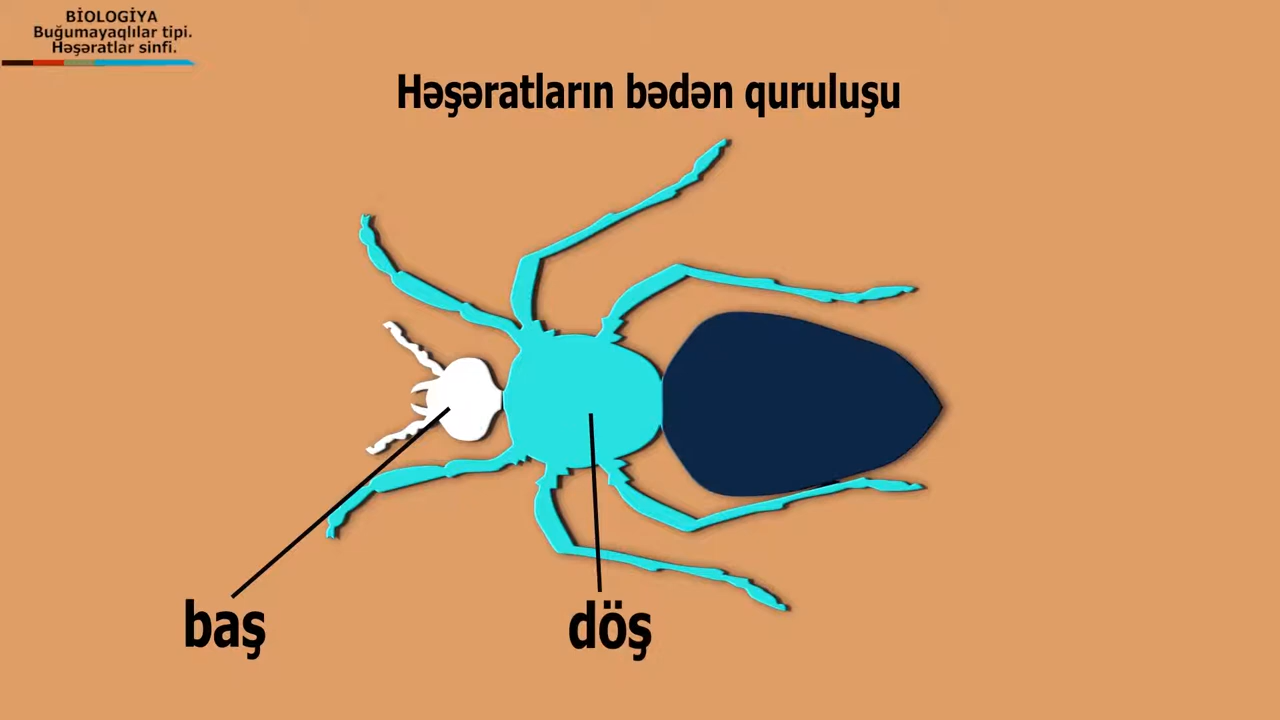 BİOLOGİYA
Buğumayaqlılar tipi.
Həşəratlar sinfi.
Həşəratların bədən quruluşu
baş
döş